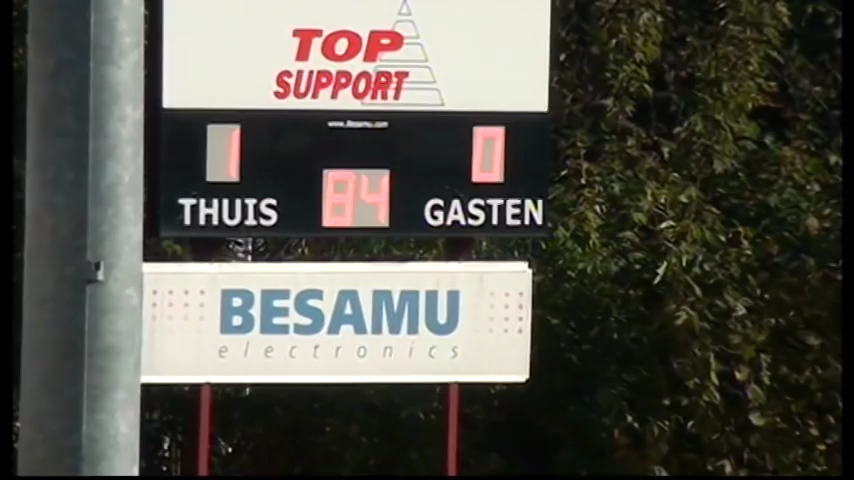 TOP
SUPPORT
www.Besamu.com
1 0
84
THUIS GASTEN
BESAMU
electronics